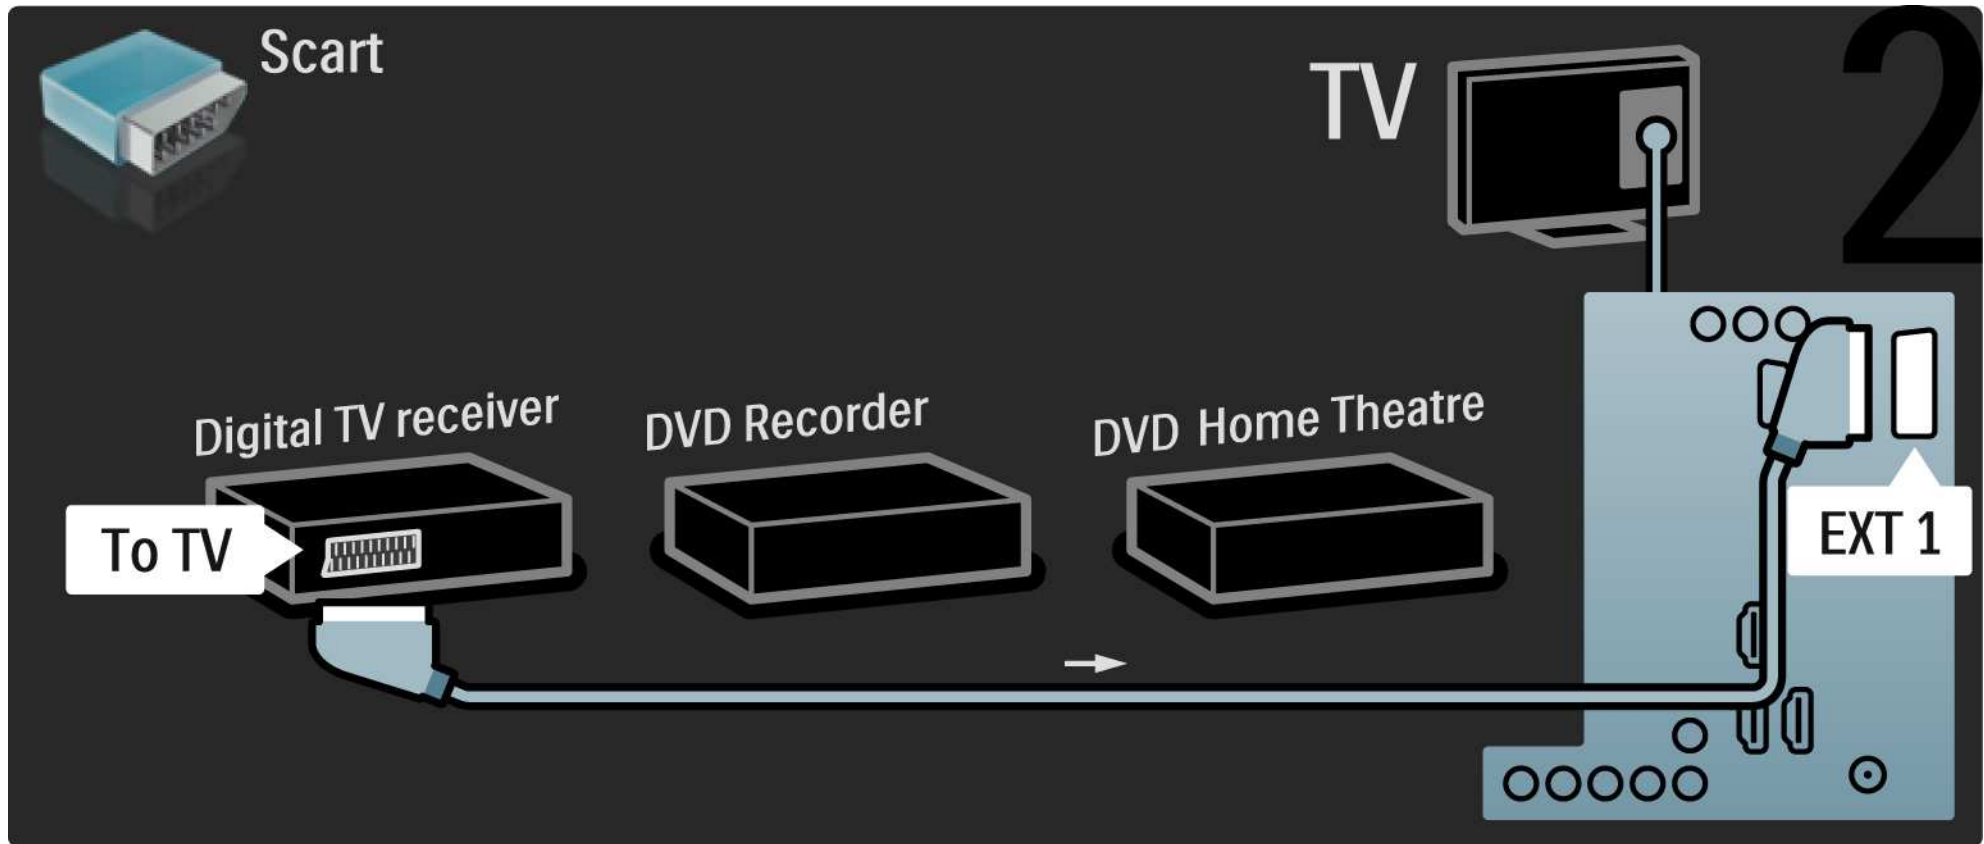 Scart
TV
2
Digital TV receiver
DVD Recorder
DVD Home Theatre
To TV
EXT 1